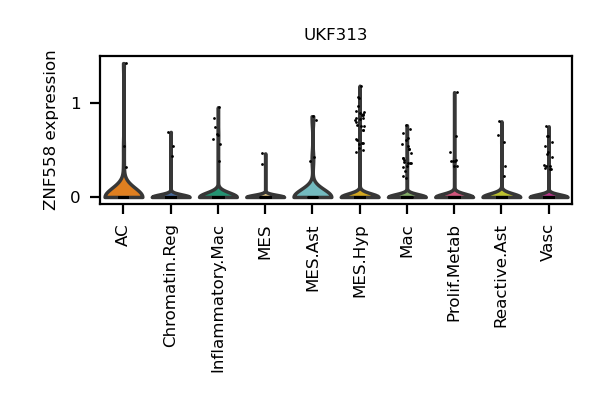 UKF313
ZNF558 expression
1
0
AC
Chromatin.Reg
Inflammatory.Mac
MES
MES.Ast
MES.Hyp
Mac
Prolif.Metab
Reactive.Ast
Vasc